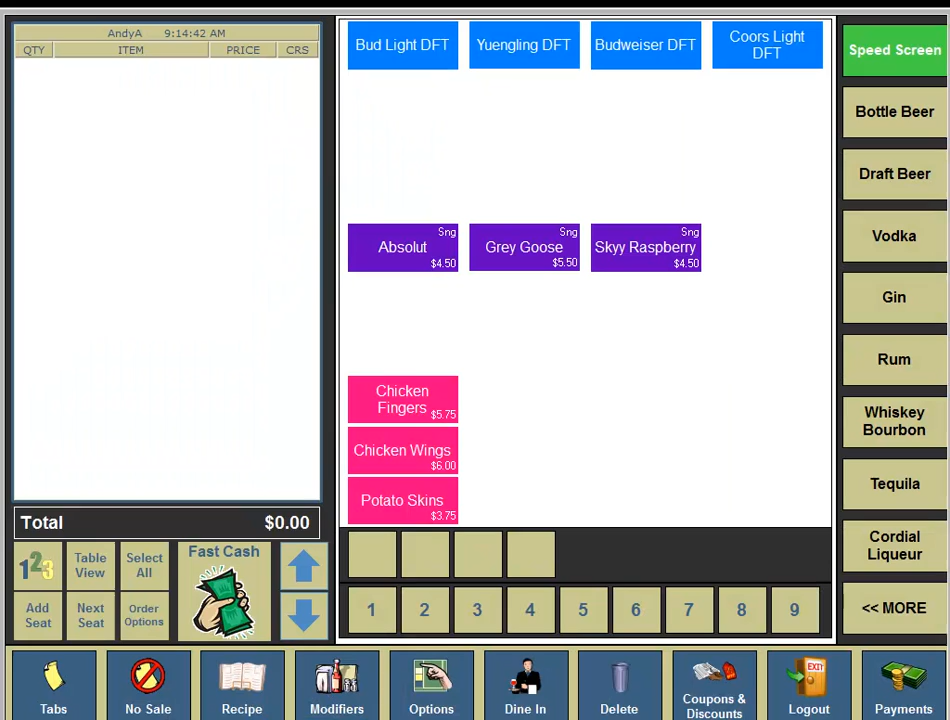 AndyA 9:14:42 AM
QTY ITEM PRICE CRS
Total $0.00
123
Table
View
Select
All
Fast Cash
Add
Seat
Next
Seat
Order
Options
Bud Light DFT
Yuengling DFT
Budweiser DFT
Coors Light
DFT
Sng
Absolut
$4.50
Sng
Grey Goose
$5.50
Sng
Skyy Raspberry
$4.50
Chicken
Fingers
$5.75
Chicken Wings
$6.00
Potato Skins
$3.75
1 2 3 4 5 6 7 8 9
Speed Screen
Bottle Beer
Draft Beer
Vodka
Gin
Rum
Whiskey
Bourbon
Tequila
Cordial
Liqueur
<< MORE
Tabs
No Sale
Recipe
Modifiers
Options
Dine In
Delete
Coupons &
Discounts
EXIT
Logout
Payments